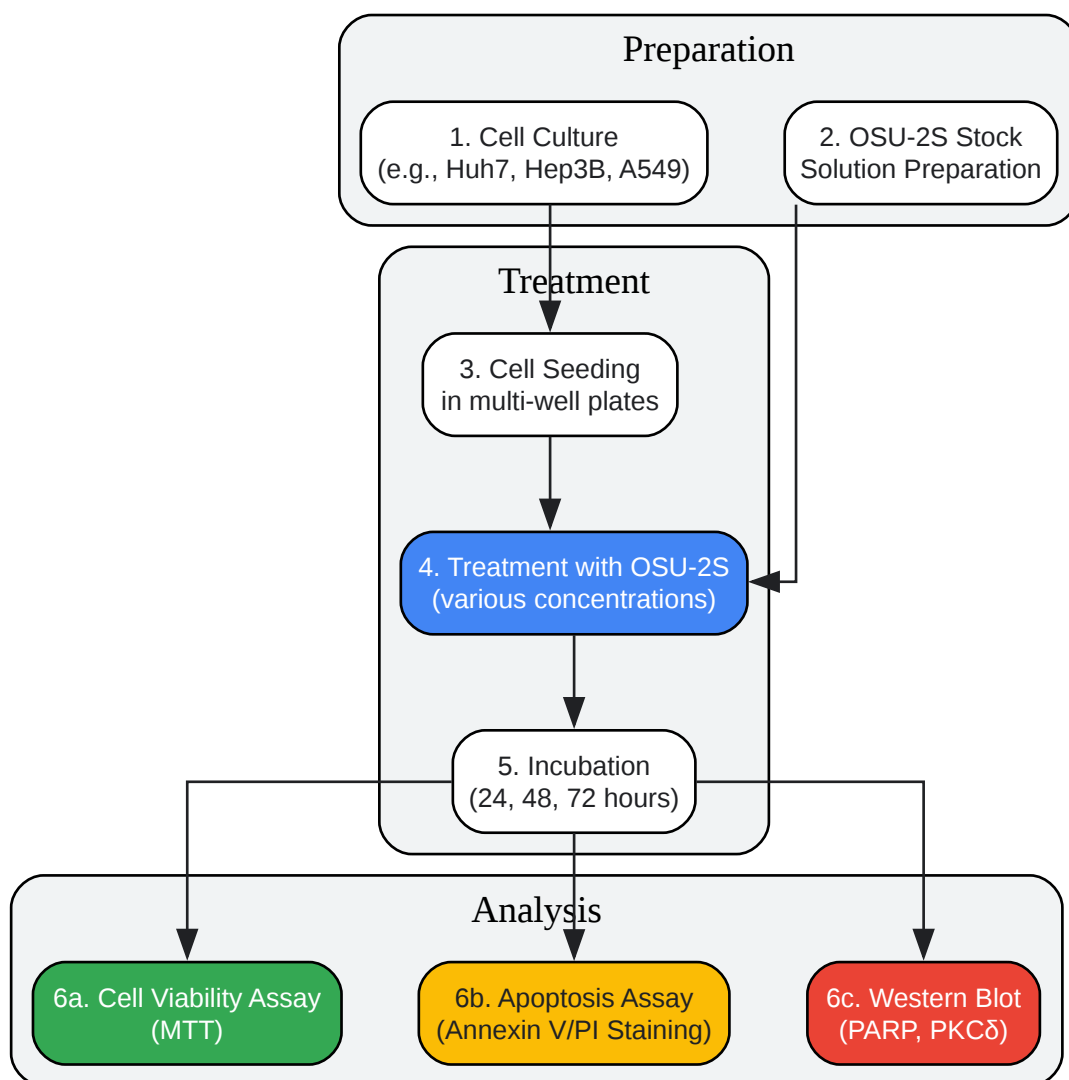 Preparation
1. Cell Culture
(e.g., Huh7, Hep3B, A549)
2. OSU-2S Stock
Solution Preparation
Treatment
3. Cell Seeding
in multi-well plates
4. Treatment with OSU-2S
(various concentrations)
5. Incubation
(24, 48, 72 hours)
Analysis
6a. Cell Viability Assay
(MTT)
6b. Apoptosis Assay
(Annexin V/PI Staining)
6c. Western Blot
(PARP, PKCδ)